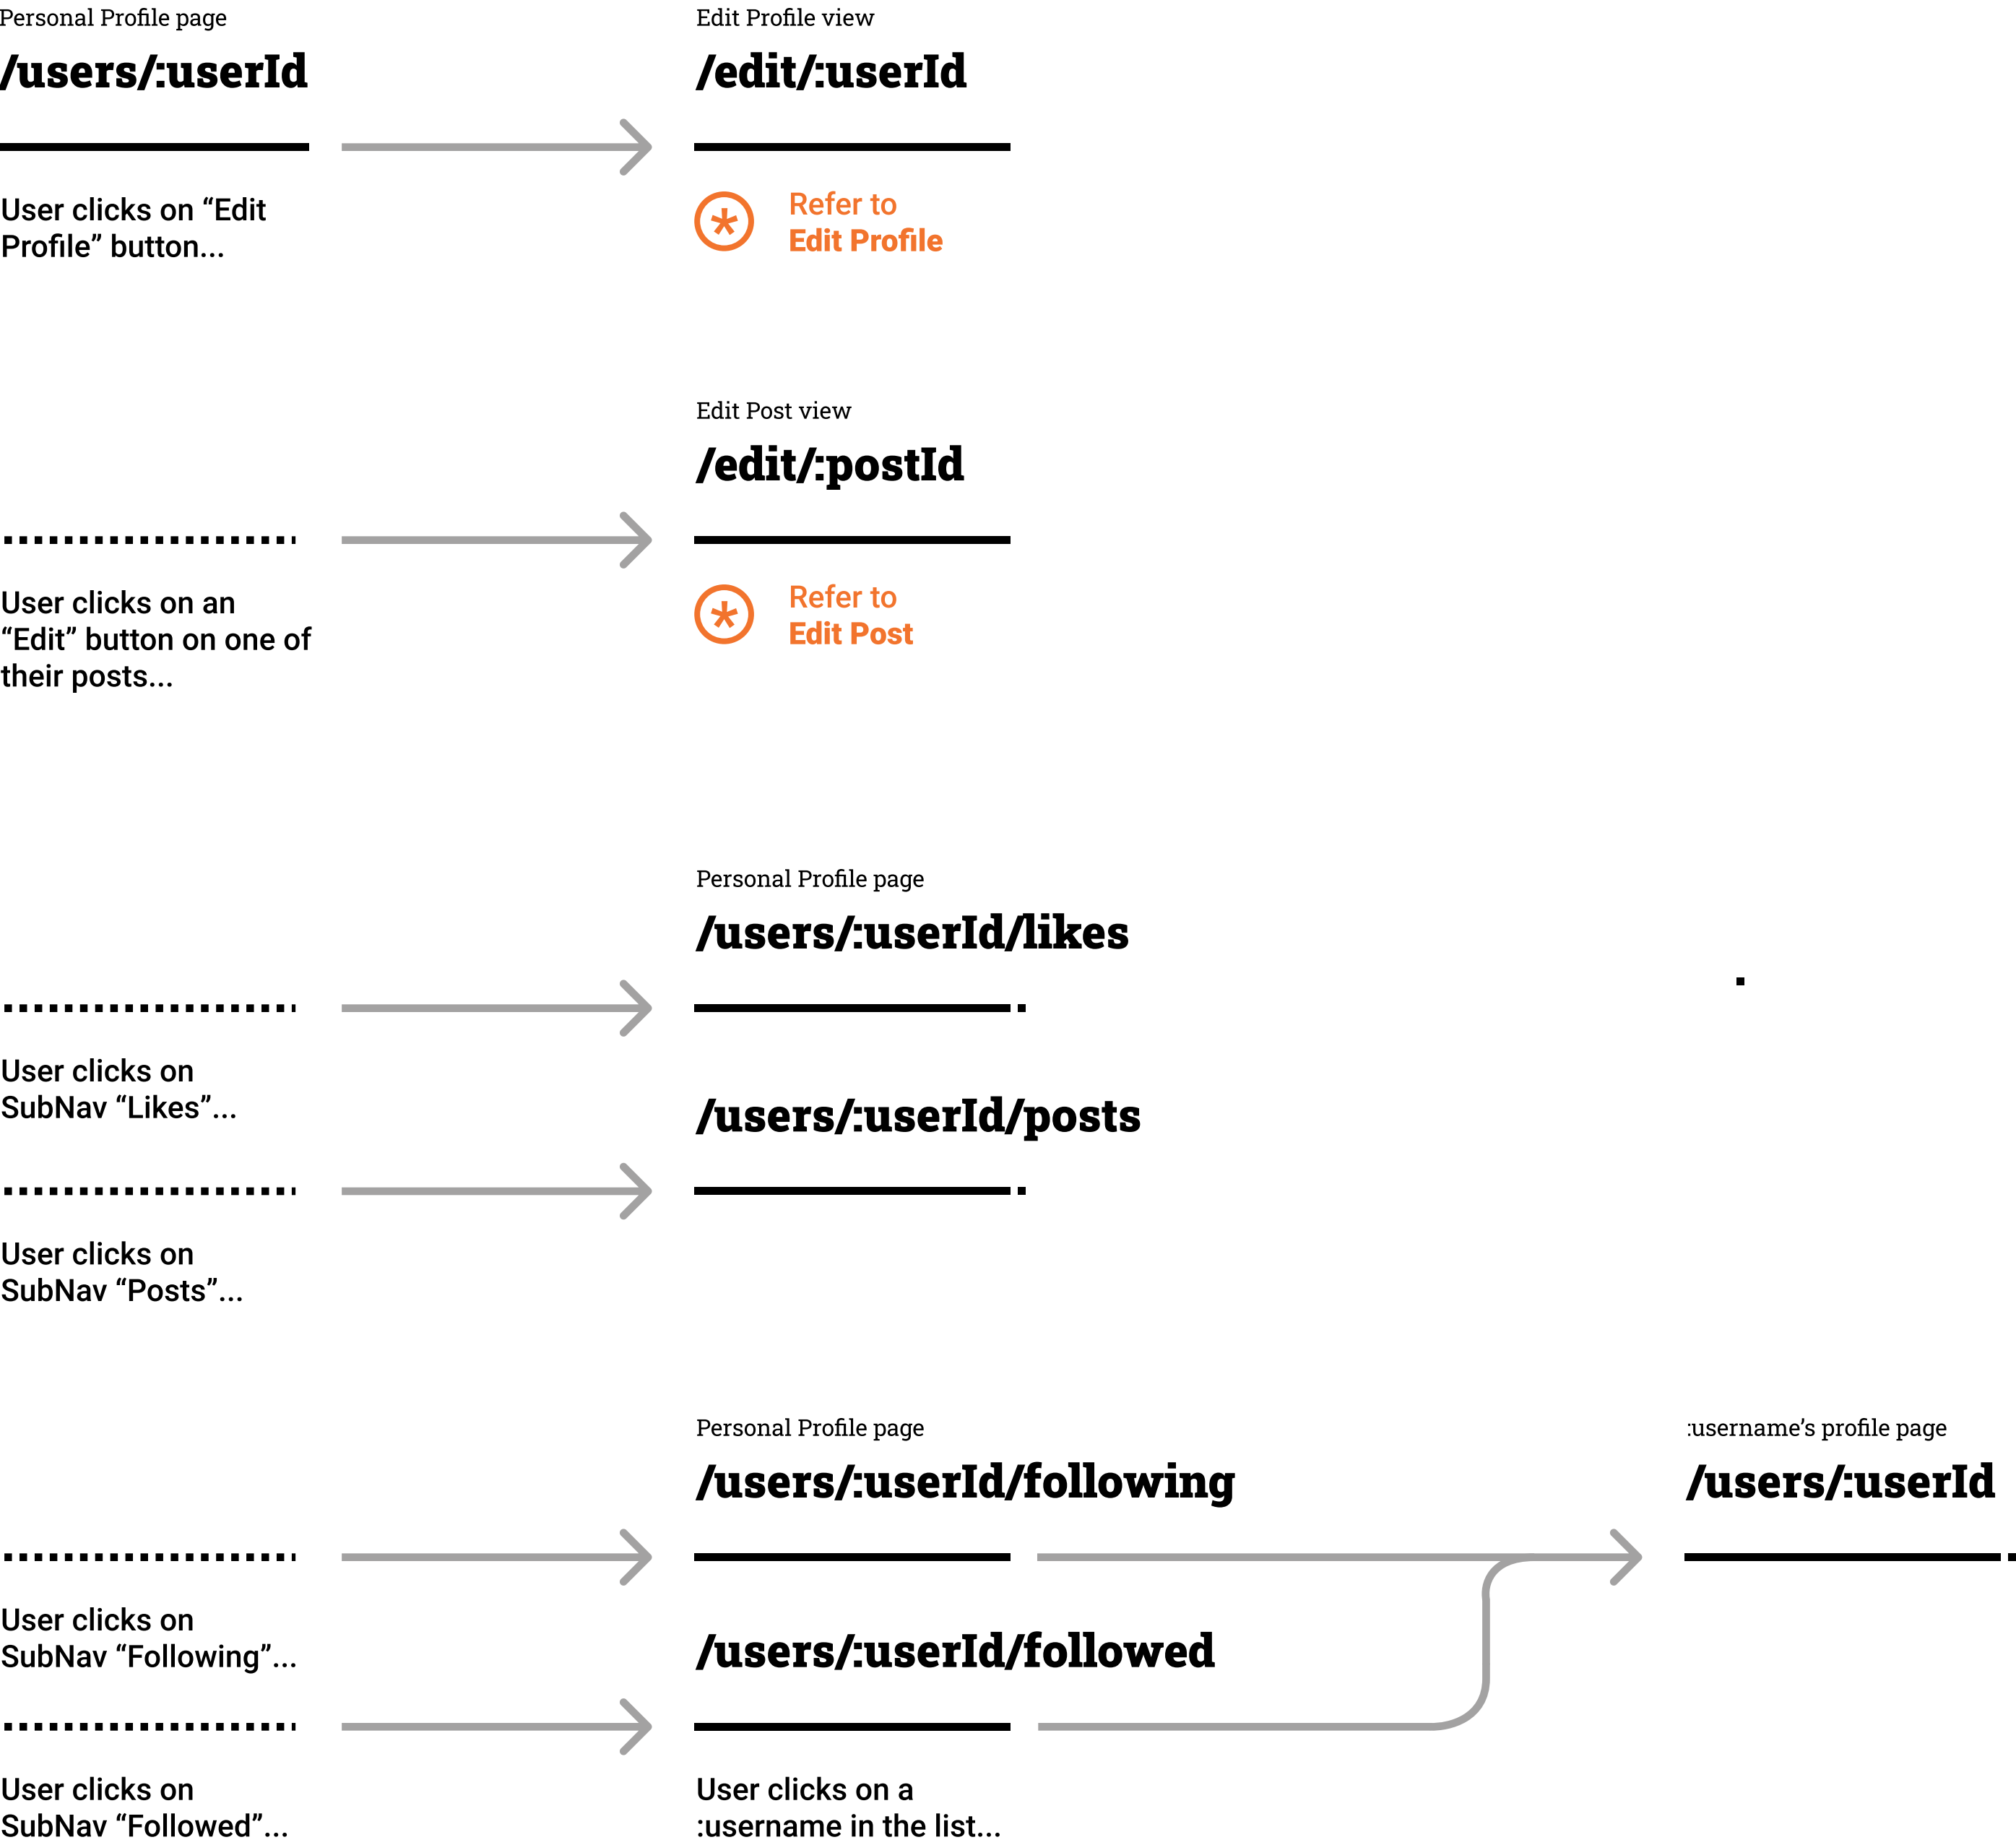 Personal Profile page
/users/:userId
User clicks on “Edit
Profile” button...
Edit Profile view
/edit/:userId
Refer to
Edit Profile
Edit Post view
/edit/:postId
User clicks on an
“Edit” button on one of
their posts...
Refer to
Edit Post
Personal Profile page
/users/:userId/likes
User clicks on
SubNav “Likes”...
/users/:userId/posts
User clicks on
SubNav “Posts”...
Personal Profile page
/users/:userId/following
:username’s profile page
/users/:userId
User clicks on
SubNav “Following”...
/users/:userId/followed
User clicks on
SubNav “Followed”...
User clicks on a
:username in the list...